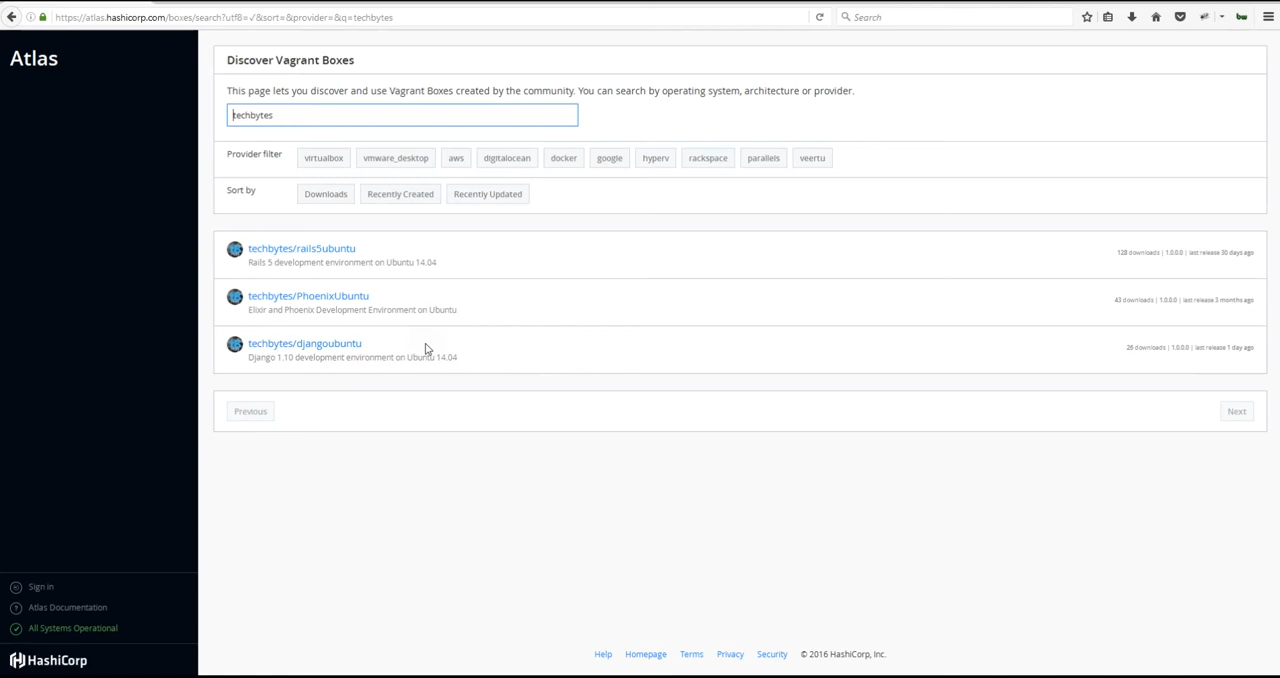 https://atlas.hashicorp.com/boxes/search?utf8=✓&sort=&provider=&q=techbytes
Search
Atlas
Discover Vagrant Boxes
This page lets you discover and use Vagrant Boxes created by the community. You can search by operating system, architecture or provider.
techbytes
Provider filter virtualbox vmware_desktop aws digitalocean docker google hyperv rackspace parallels veertu
Sort by Downloads Recently Created Recently Updated
techbytes/rails5ubuntu
Rails 5 development environment on Ubuntu 14.04
128 downloads | 1.0.0.0 | last release 30 days ago
techbytes/PhoenixUbuntu
Elixir and Phoenix Development Environment on Ubuntu
43 downloads | 1.0.0.0 | last release 3 months ago
techbytes/djangoubuntu
Django 1.10 development environment on Ubuntu 14.04
26 downloads | 1.0.0.0 | last release 1 day ago
Previous Next
Sign in
Atlas Documentation
All Systems Operational
HashiCorp
Help Homepage Terms Privacy Security © 2016 HashiCorp, Inc.